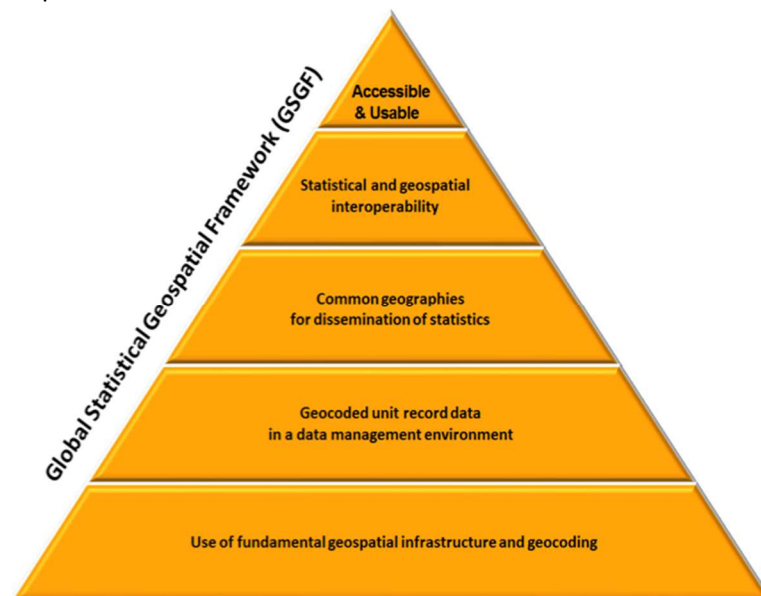 Global Statistical Geospatial Framework (GSGF)
Accessible
& Usable
Statistical and geospatial
interoperability
Common geographies
for dissemination of statistics
Geocoded unit record data
in a data management environment
Use of fundamental geospatial infrastructure and geocoding